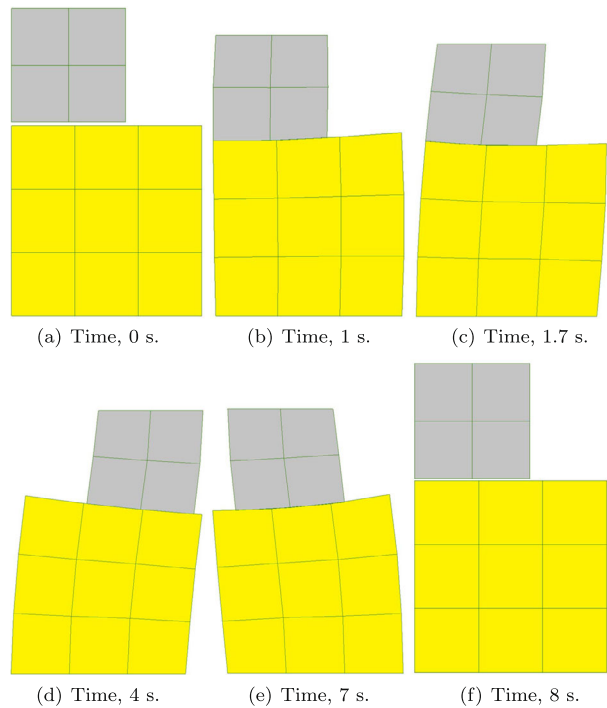 (a) Time, 0 s.
(b) Time, 1 s.
(c) Time, 1.7 s.
(d) Time, 4 s.
(e) Time, 7 s.
(f) Time, 8 s.